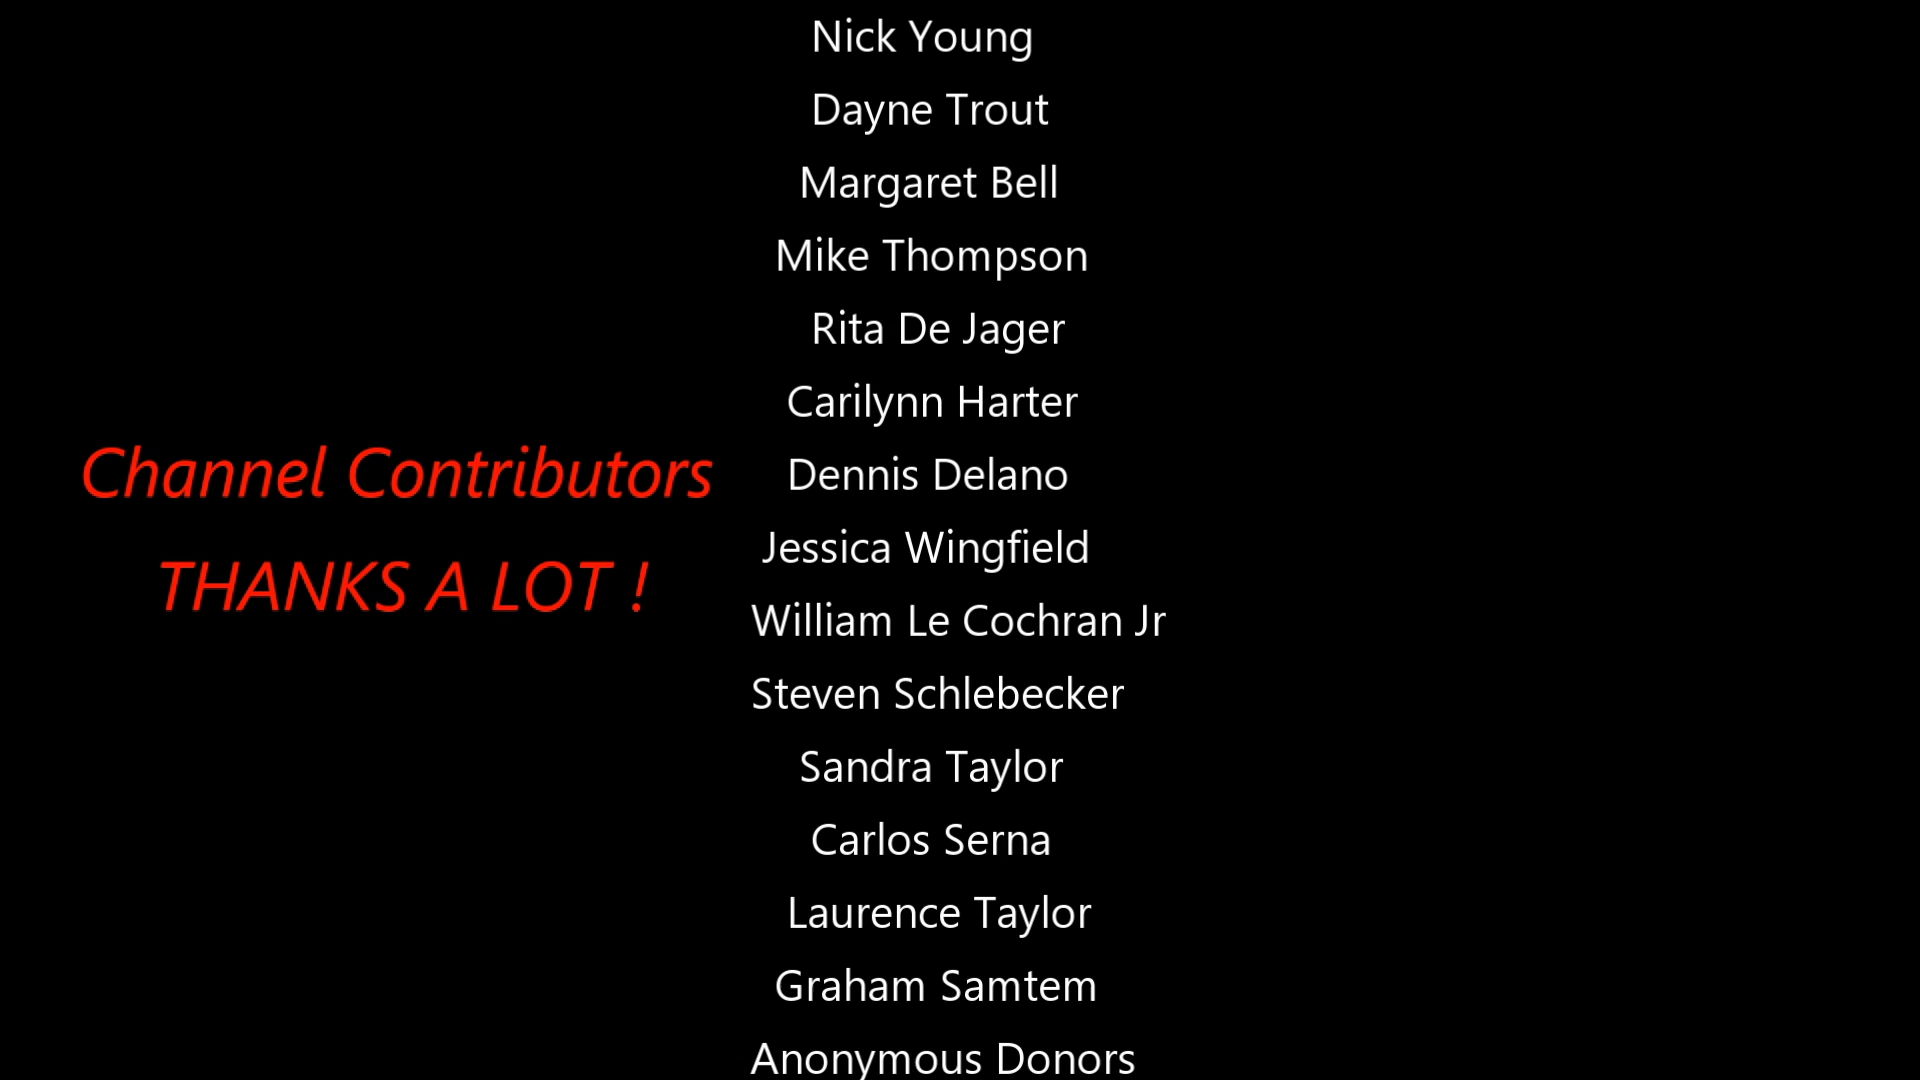 Channel Contributors
THANKS A LOT !
Nick Young
Dayne Trout
Margaret Bell
Mike Thompson
Rita De Jager
Carilynn Harter
Dennis Delano
Jessica Wingfield
William Le Cochran Jr
Steven Schlebecker
Sandra Taylor
Carlos Serna
Laurence Taylor
Graham Samtem
Anonymous Donors